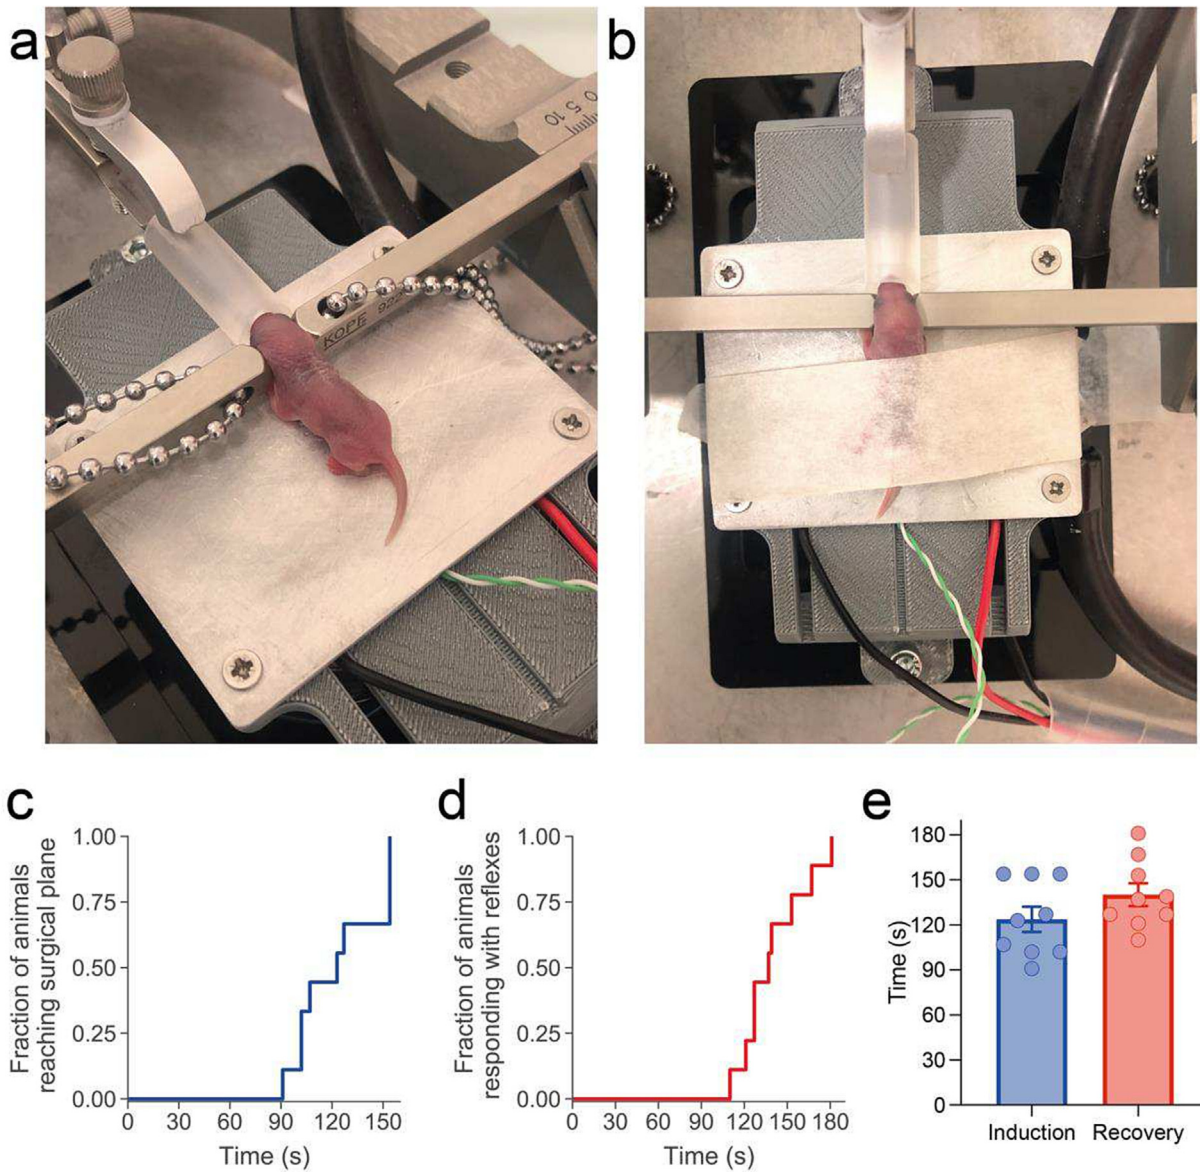 a
b
0 5 10
KOPF 922
c
1.00
0.75
0.50
0.25
0.00
Fraction of animals
reaching surgical plane
0 30 60 90 120 150
Time (s)
d
1.00
0.75
0.50
0.25
0.00
Fraction of animals
responding with reflexes
0 30 60 90 120 150 180
Time (s)
e
180
150
120
90
60
30
0
Time (s)
Induction Recovery